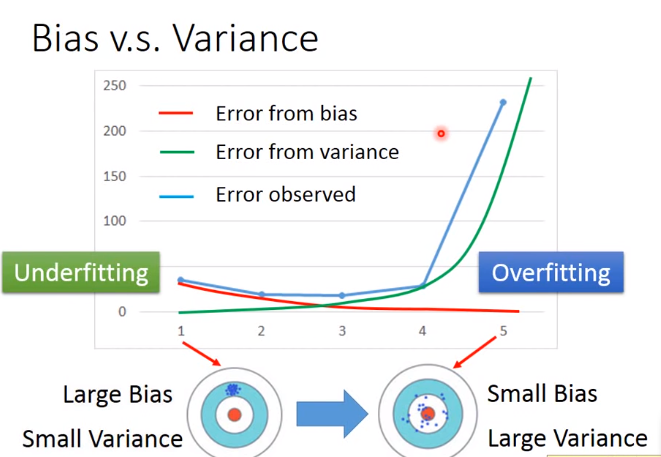 Bias v.s. Variance
250
200
150
100
0
Error from bias
Error from variance
Error observed
Underfitting
Overfitting
1 2 3 4 5
Large Bias
Small Variance
Small Bias
Large Variance